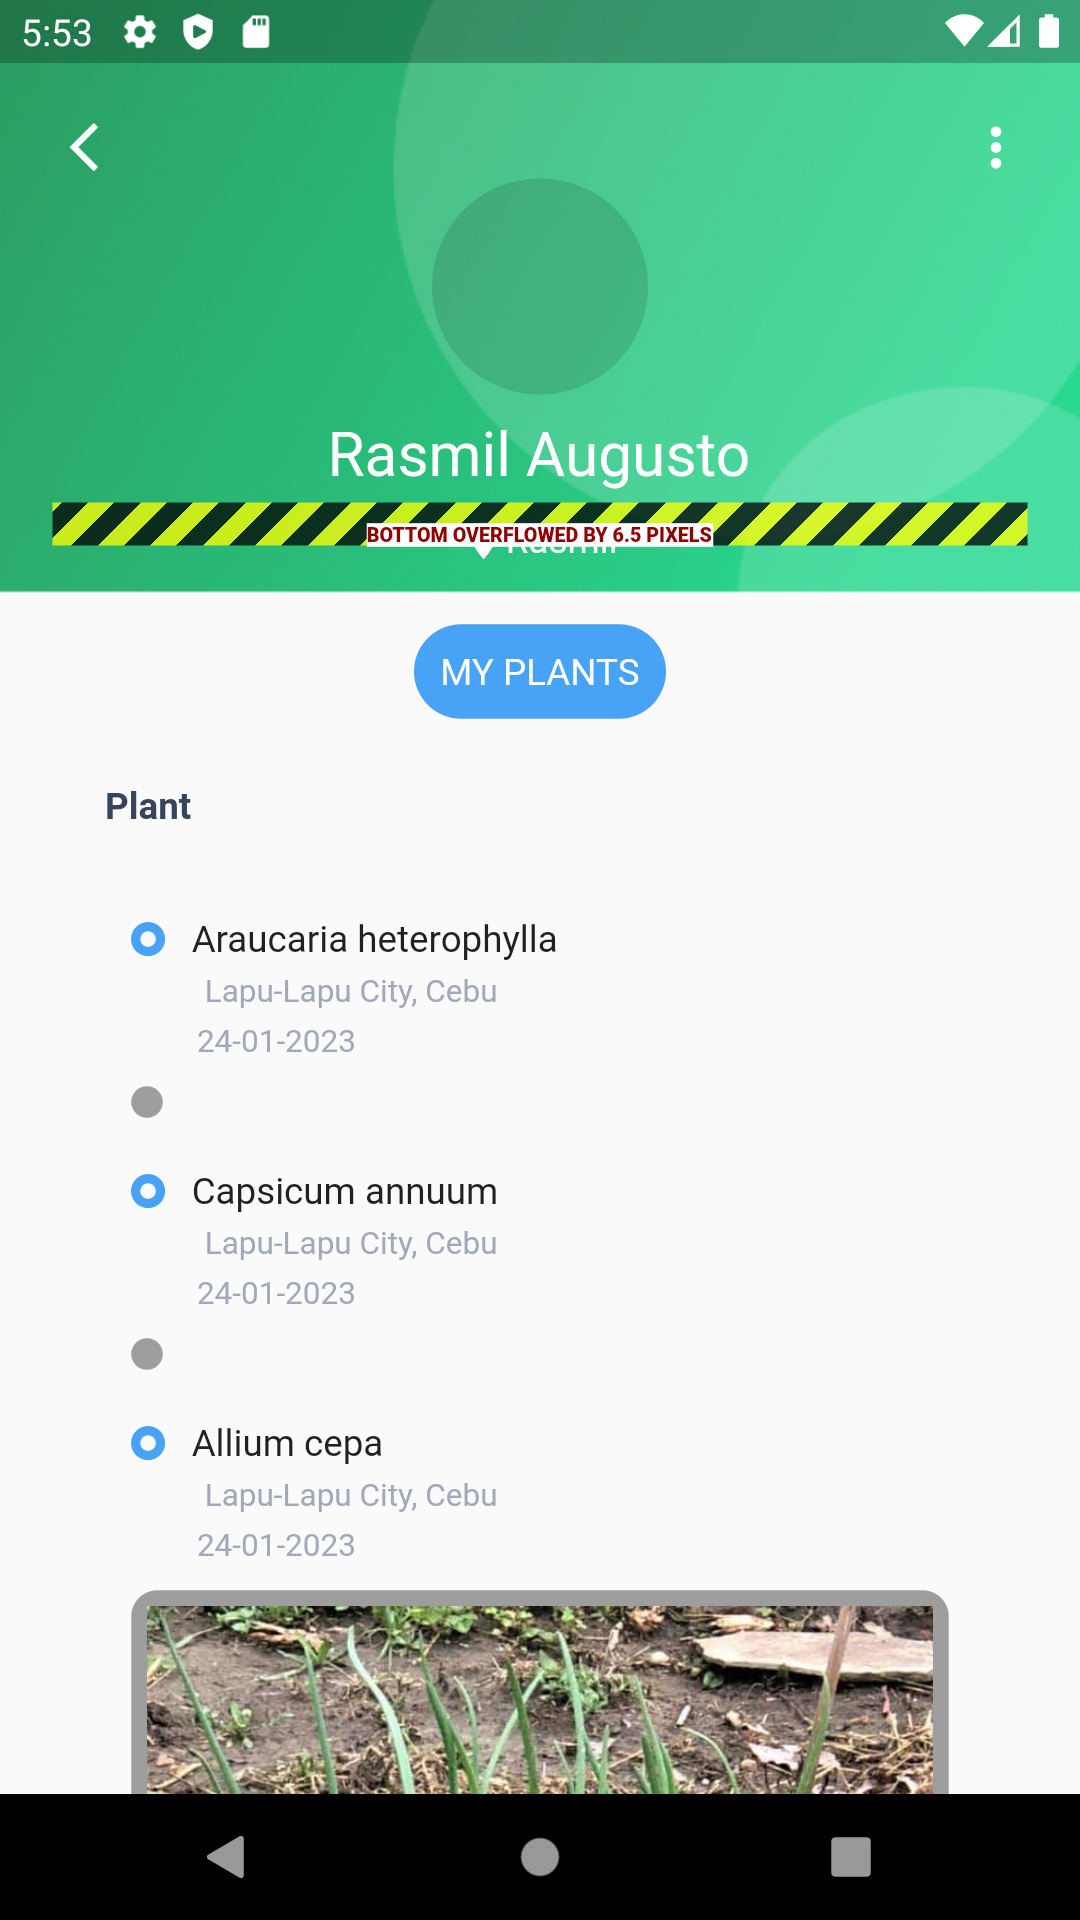 5:53
Rasmil Augusto
BOTTOM OVERFLOWED BY 6.5 PIXELS
Rasmil
MY PLANTS
Plant
Araucaria heterophylla
Lapu-Lapu City, Cebu
24-01-2023
Capsicum annuum
Lapu-Lapu City, Cebu
24-01-2023
Allium cepa
Lapu-Lapu City, Cebu
24-01-2023